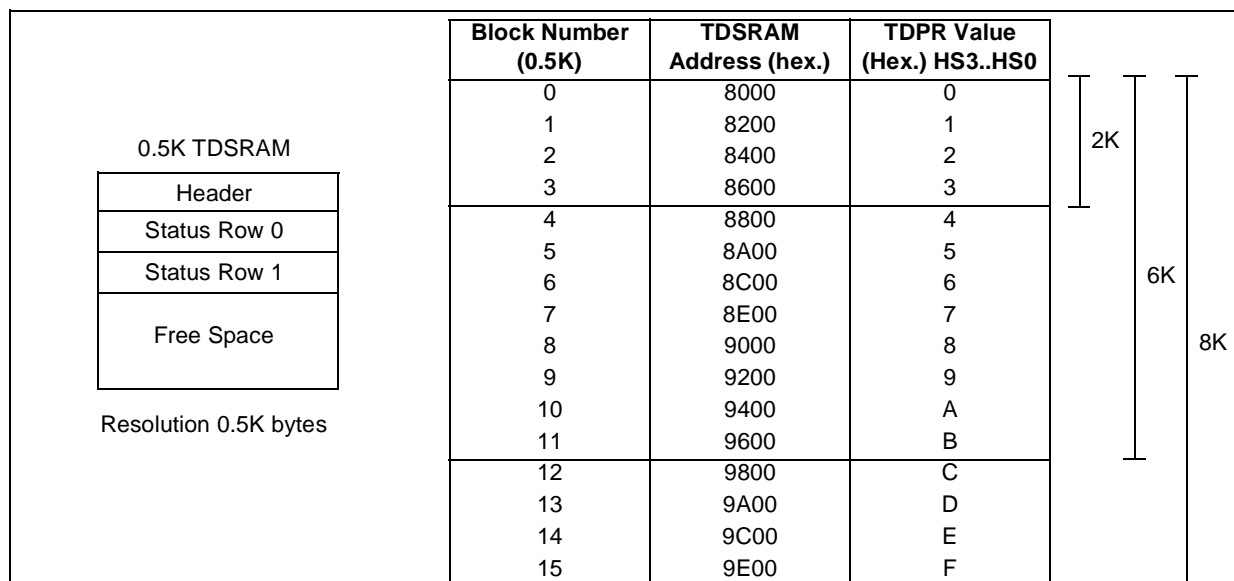 0.5K TDSRAM
Header
Status Row 0
Status Row 1
Free Space
Resolution 0.5K bytes
Block Number (0.5K) TDSRAM Address (hex.) TDPR Value (Hex.) HS3..HS0
0 8000 0
1 8200 1
2 8400 2
3 8600 3
4 8800 4
5 8A00 5
6 8C00 6
7 8E00 7
8 9000 8
9 9200 9
10 9400 A
11 9600 B
12 9800 C
13 9A00 D
14 9C00 E
15 9E00 F
2K
6K
8K